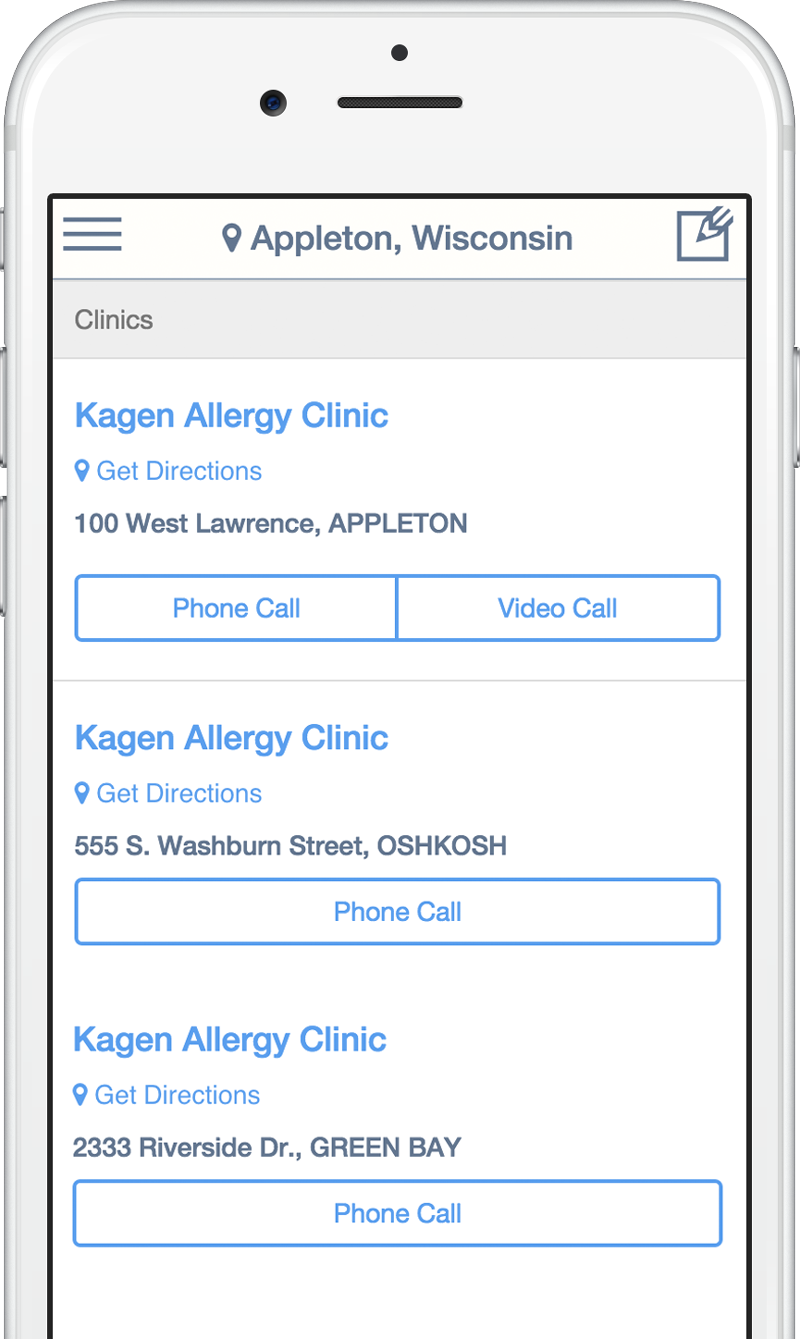 Appleton, Wisconsin
Clinics
Kagen Allergy Clinic
Get Directions
100 West Lawrence, APPLETON
Phone Call Video Call
Kagen Allergy Clinic
Get Directions
555 S. Washburn Street, OSHKOSH
Phone Call
Kagen Allergy Clinic
Get Directions
2333 Riverside Dr., GREEN BAY
Phone Call